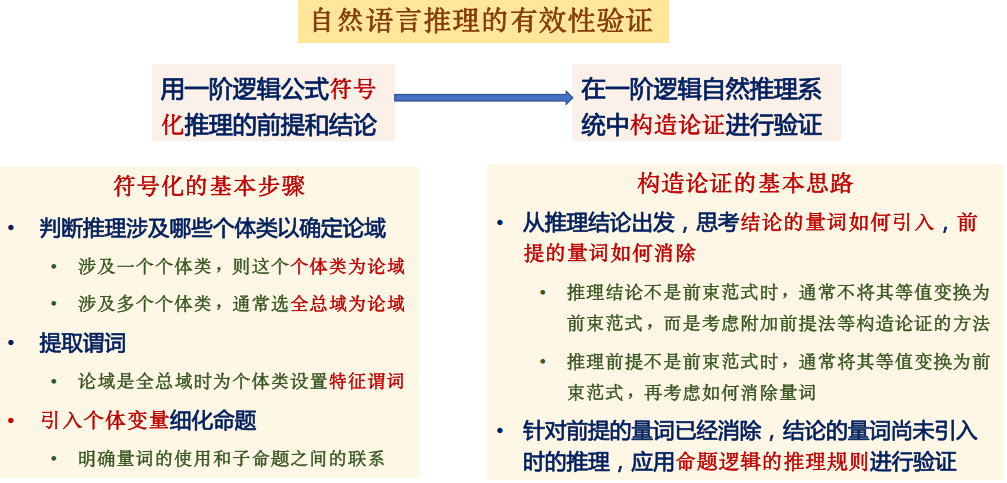 自然语言推理的有效性验证
用一阶逻辑公式符号
化推理的前提和结论
在一阶逻辑自然推理系
统中构造论证进行验证
符号化的基本步骤
• 判断推理涉及哪些个体类以确定论域
• 涉及一个个体类，则这个个体类为论域
• 涉及多个个体类，通常选全总域为论域
• 提取谓词
• 论域是全总域时为个体类设置特征谓词
• 引入个体变量细化命题
• 明确量词的使用和子命题之间的联系
构造论证的基本思路
• 从推理结论出发，思考结论的量词如何引入，前
提的量词如何消除
• 推理结论不是前束范式时，通常不将其等值变换为
前束范式，而是考虑附加前提法等构造论证的方法
• 推理前提不是前束范式时，通常将其等值变换为前
束范式，再考虑如何消除量词
• 针对前提的量词已经消除，结论的量词尚未引入
时的推理，应用命题逻辑的推理规则进行验证